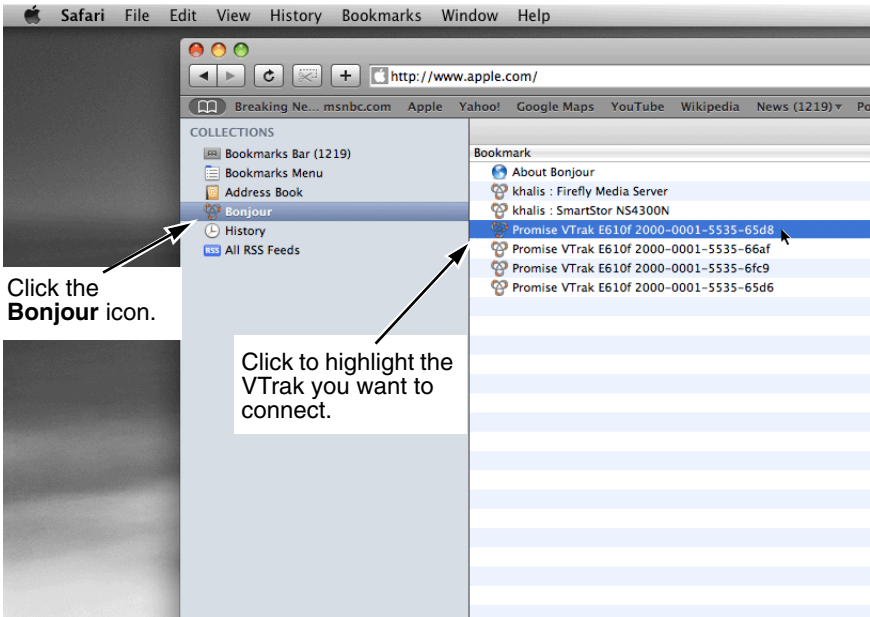 Safari File Edit View History Bookmarks Window Help
http://www.apple.com/
Breaking Ne... msnbc.com Apple Yahoo! Google Maps YouTube Wikipedia News (1219) Po
COLLECTIONS
Bookmarks Bar (1219)
Bookmarks Menu
Address Book
Bonjour
History
RSS All RSS Feeds
Bookmark
About Bonjour
khalis : Firefly Media Server
khalis : SmartStor NS4300N
Promise VTrak E610f 2000-0001-5535-65d8
Promise VTrak E610f 2000-0001-5535-66af
Promise VTrak E610f 2000-0001-5535-6fc9
Promise VTrak E610f 2000-0001-5535-65d6
Click the
Bonjour icon.
Click to highlight the
VTrak you want to
connect.